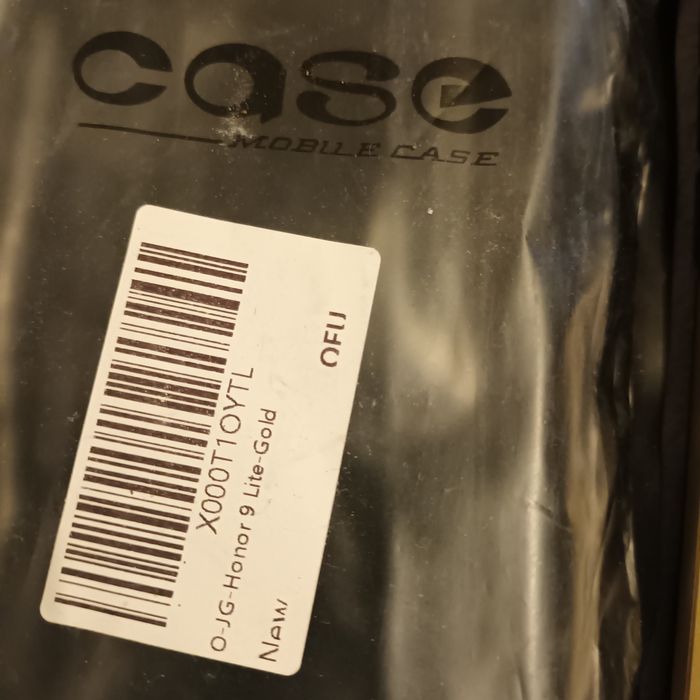 case
MOBILE CASE
OFU
X000T1OYTL
O-JG-Honor 9 Lite-Gold
New